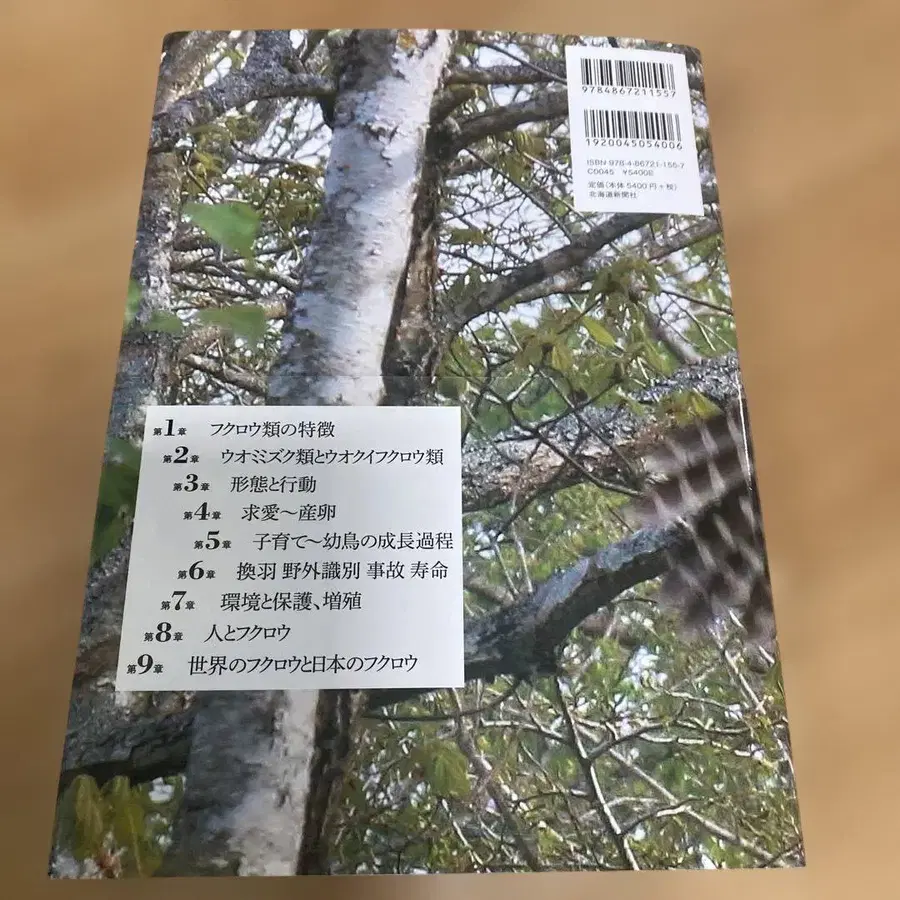 9784867211557
1920045054006
ISBN 978-4-86721-155-7
C0045 ¥5400E
定価(本体5400円+税)
北海道新聞社
第1章 フクロウ類の特徴
第2章 ウオミミズク類とウオクイフクロウ類
第3章 形態と行動
第4章 求愛〜産卵
第5章 子育て〜幼鳥の成長過程
第6章 換羽 野外識別 事故 寿命
第7章 環境と保護、増殖
第8章 人とフクロウ
第9章 世界のフクロウと日本のフクロウ